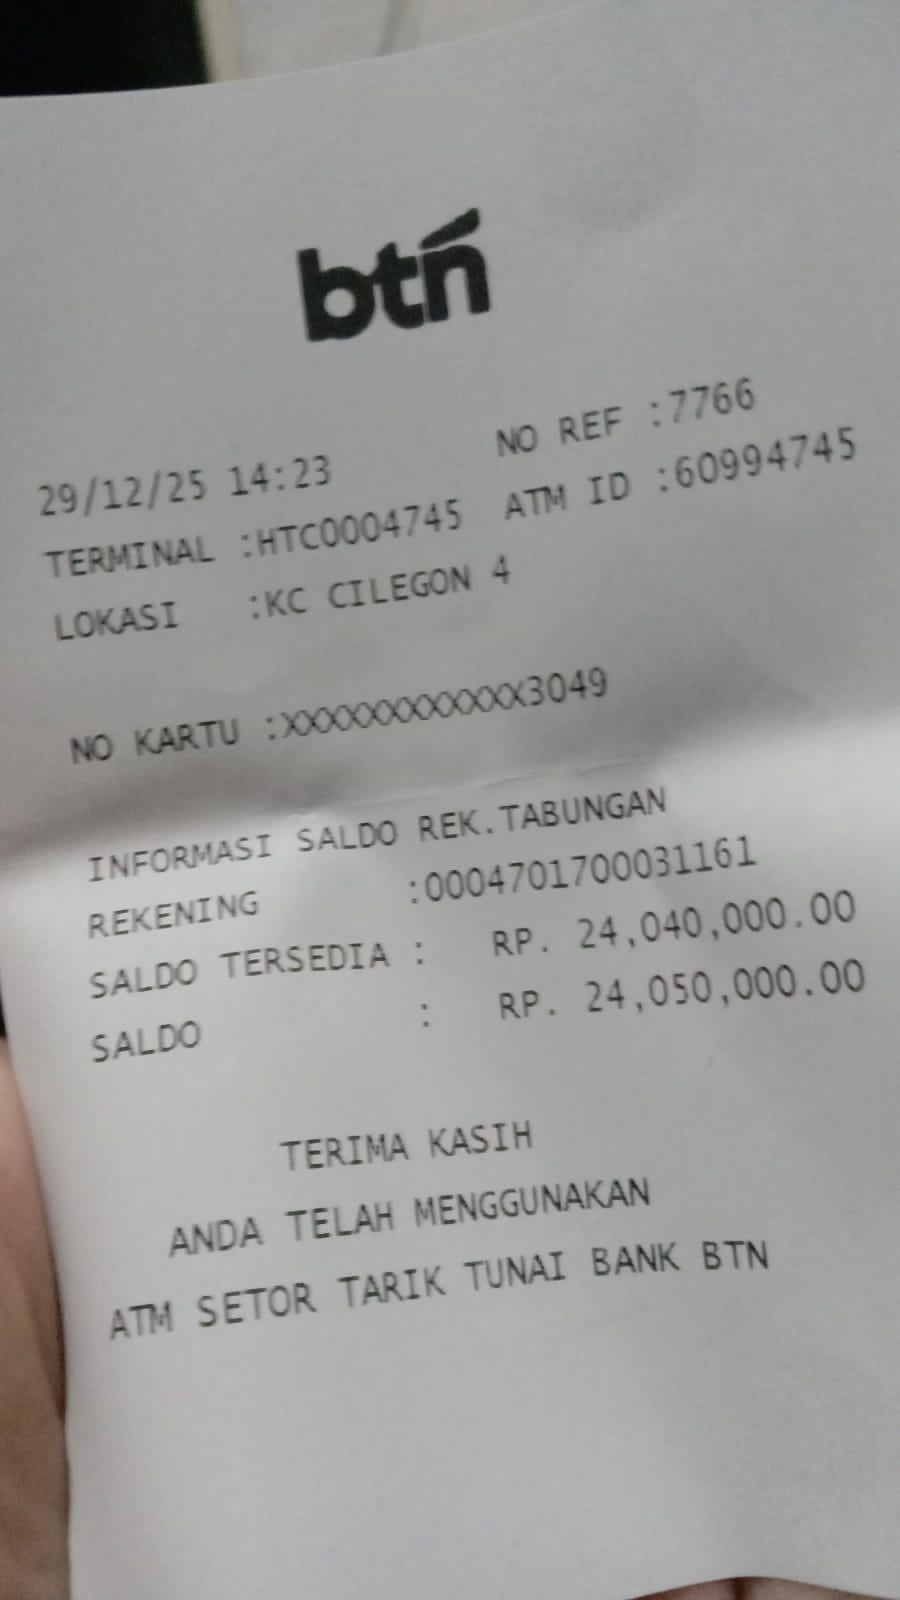 btn
29/12/25 14:23 NO REF :7766
TERMINAL :HTC0004745 ATM ID :60994745
LOKASI :KC CILEGON 4
NO KARTU :XXXXXXXXXXXX3049
INFORMASI SALDO REK.TABUNGAN
REKENING :0004701700031161
SALDO TERSEDIA : RP. 24,040,000.00
SALDO : RP. 24,050,000.00
TERIMA KASIH
ANDA TELAH MENGGUNAKAN
ATM SETOR TARIK TUNAI BANK BTN